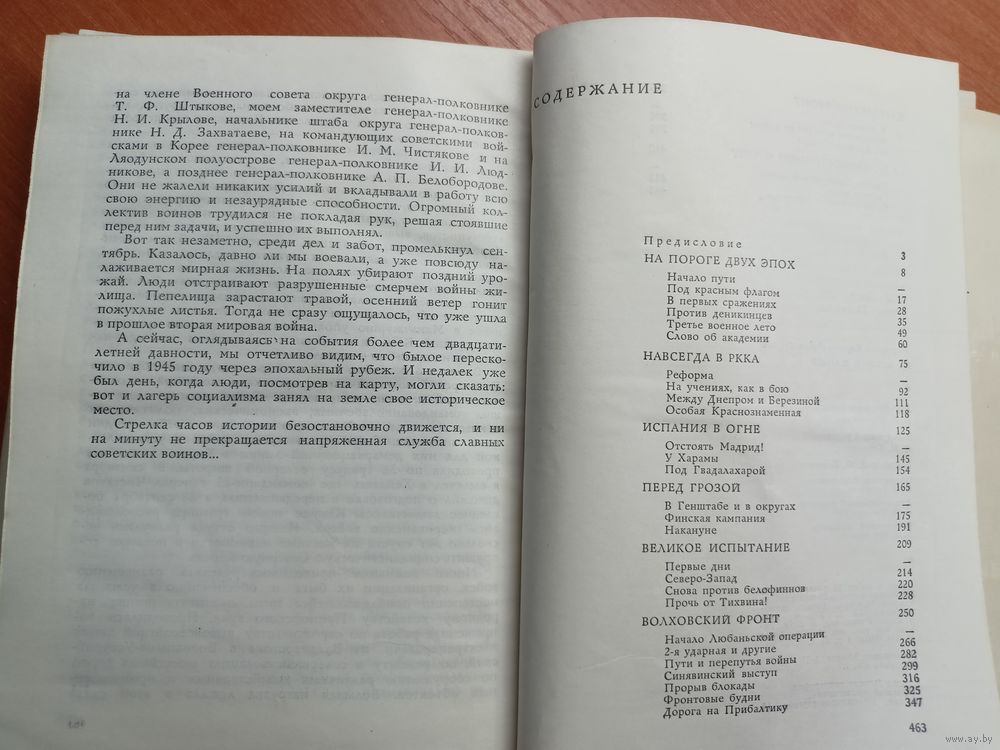 на члене Военного совета округа генерал-полковнике
Т. Ф. Штыкове, моем заместителе генерал-полковнике
Н. И. Крылове, начальнике штаба округа генерал-полков-
нике Н. Д. Захватаеве, на командующих советскими вой-
сками в Корее генерал-полковнике И. М. Чистякове и на
Ляодунском полуострове генерал-полковнике И. И. Люд-
никове, а позднее генерал-полковнике А. П. Белобородове.
Они не жалели никаких усилий и вкладывали в работу всю
свою энергию и незаурядные способности. Огромный кол-
лектив воинов трудился не покладая рук, решая стоявшие
перед ним задачи, и успешно их выполнял.
Вот так незаметно, среди дел и забот, промелькнул сен-
тябрь. Казалось, давно ли мы воевали, а уже повсюду на-
лаживается мирная жизнь. На полях убирают поздний уро-
жай. Люди отстраивают разрушенные смерчем войны жи-
лища. Пепелища зарастают травой, осенний ветер гонит
пожухлые листья. Тогда не сразу ощущалось, что уже ушла
в прошлое вторая мировая война.
А сейчас, оглядываясь на события более чем двадцати-
летней давности, мы отчетливо видим, что былое переско-
чило в 1945 году через эпохальный рубеж. И недалек уже
был день, когда люди, посмотрев на карту, могли сказать:
вот и лагерь социализма занял на земле свое историческое
место.
Стрелка часов истории безостановочно движется, и ни
на минуту не прекращается напряженная служба славных
советских воинов...
СОДЕРЖАНИЕ
Предисловие 3
НА ПОРОГЕ ДВУХ ЭПОХ 8
Начало пути —
Под красным флагом 17
В первых сражениях 28
Против деникинцев 35
Третье военное лето 49
Слово об академии 60
НАВСЕГДА В РККА 75
Реформа —
На учениях, как в бою 92
Между Днепром и Березиной 111
Особая Краснознаменная 118
ИСПАНИЯ В ОГНЕ 125
Отстоять Мадрид! —
У Харамы 145
Под Гвадалахарой 154
ПЕРЕД ГРОЗОЙ 165
В Генштабе и в округах —
Финская кампания 175
Накануне 191
ВЕЛИКОЕ ИСПЫТАНИЕ 209
Первые дни —
Северо-Запад 214
Снова против белофиннов 220
Прочь от Тихвина! 228
ВОЛХОВСКИЙ ФРОНТ 250
Начало Любаньской операции —
2-я ударная и другие 266
Пути и перепутья войны 282
Синявинский выступ 299
Прорыв блокады 316
Фронтовые будни 325
Дорога на Прибалтику 347
463
www.ay.by